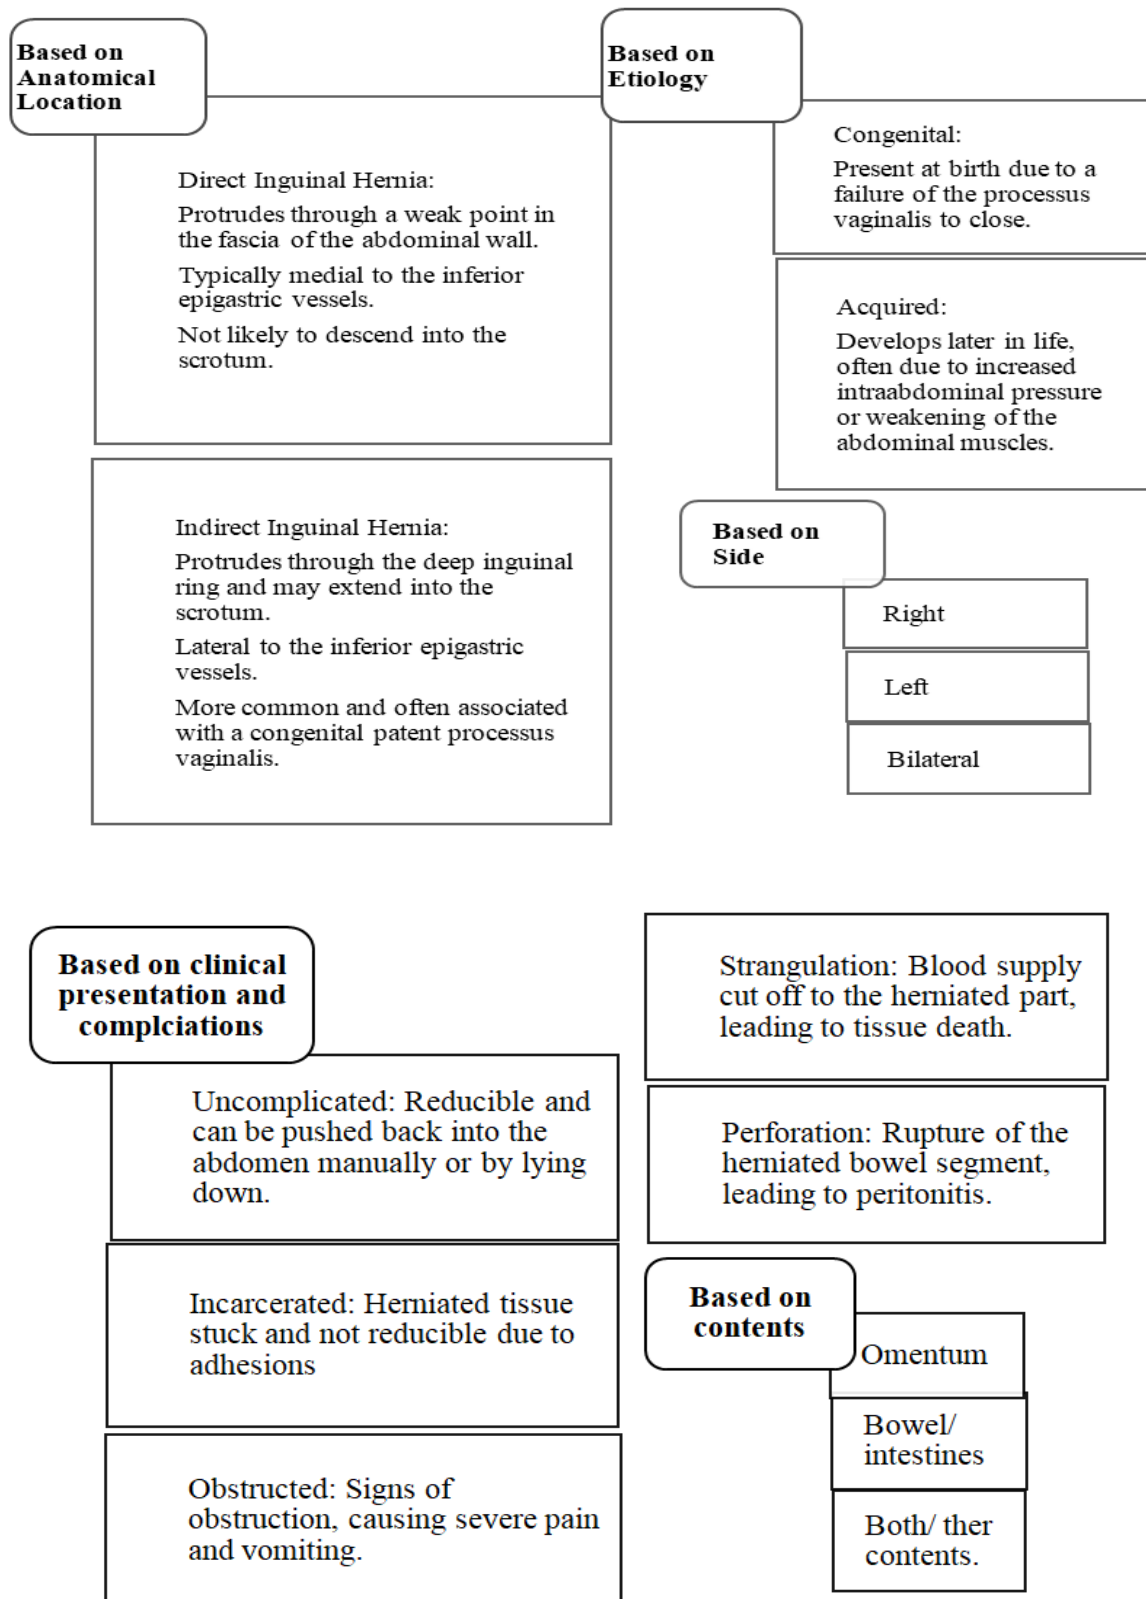 Based on
Anatomical
Location
Direct Inguinal Hernia:
Protrudes through a weak point in
the fascia of the abdominal wall.
Typically medial to the inferior
epigastric vessels.
Not likely to descend into the
scrotum.
Indirect Inguinal Hernia:
Protrudes through the deep inguinal
ring and may extend into the
scrotum.
Lateral to the inferior epigastric
vessels.
More common and often associated
with a congenital patent processus
vaginalis.
Based on
Etiology
Congenital:
Present at birth due to a
failure of the processus
vaginalis to close.
Acquired:
Develops later in life,
often due to increased
intraabdominal pressure
or weakening of the
abdominal muscles.
Based on
Side
Right
Left
Bilateral
Based on clinical
presentation and
complciations
Uncomplicated: Reducible and
can be pushed back into the
abdomen manually or by lying
down.
Incarcerated: Herniated tissue
stuck and not reducible due to
adhesions
Obstructed: Signs of
obstruction, causing severe pain
and vomiting.
Strangulation: Blood supply
cut off to the herniated part,
leading to tissue death.
Perforation: Rupture of the
herniated bowel segment,
leading to peritonitis.
Based on
contents
Omentum
Bowel/
intestines
Both/ ther
contents.